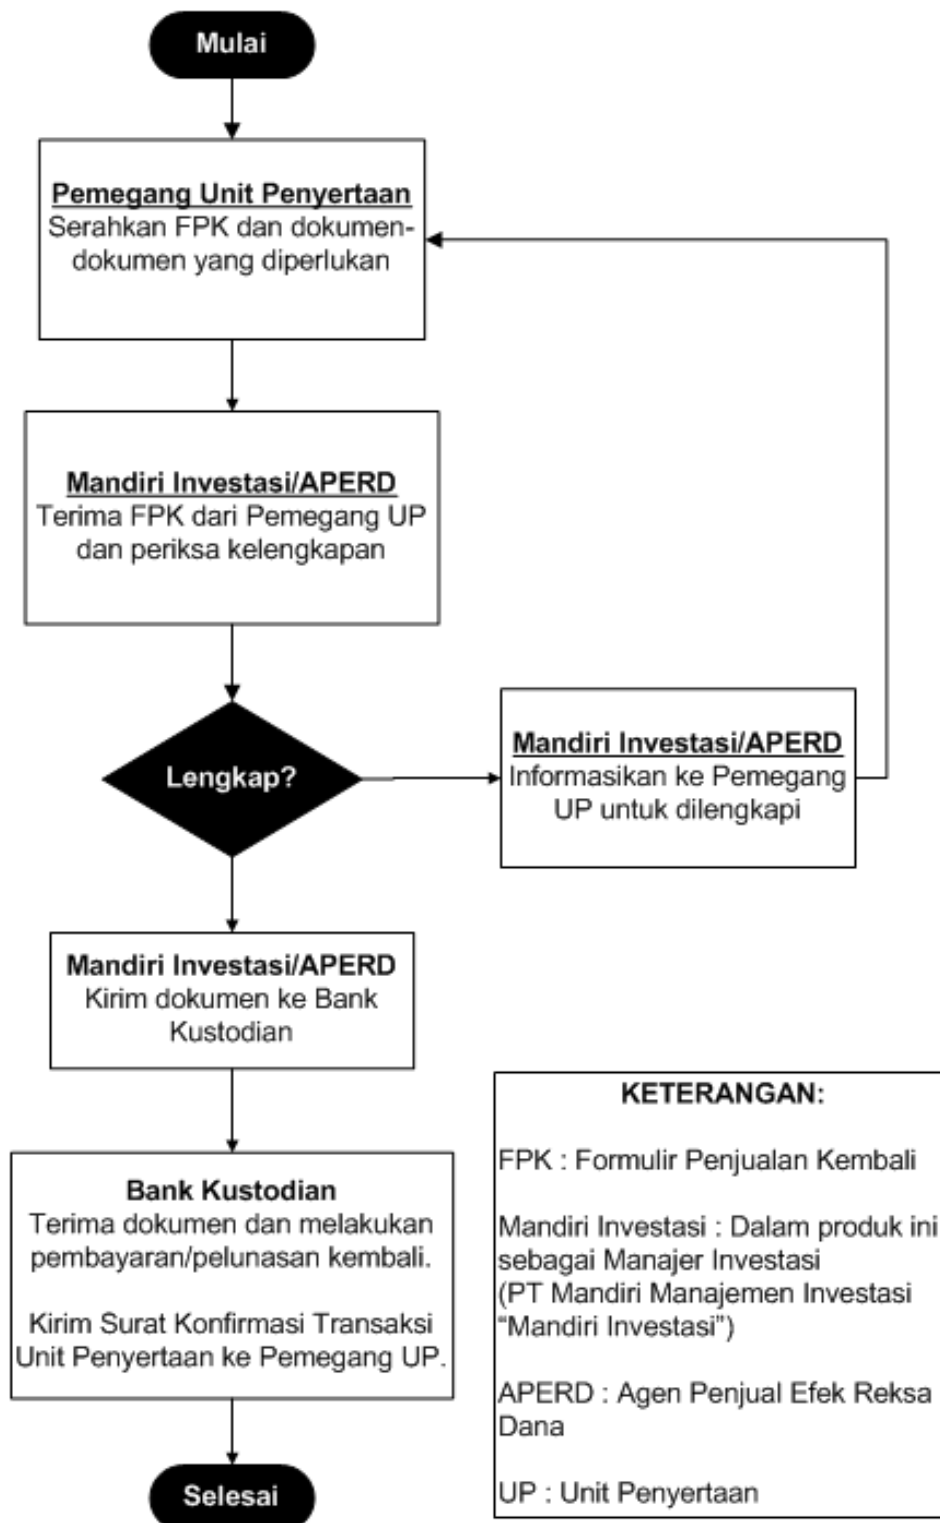 Mulai
Pemegang Unit Penyertaan
Serahkan FPK dan dokumen-
dokumen yang diperlukan
Mandiri Investasi/APERD
Terima FPK dari Pemegang UP
dan periksa kelengkapan
Lengkap?
Mandiri Investasi/APERD
Informasikan ke Pemegang
UP untuk dilengkapi
Mandiri Investasi/APERD
Kirim dokumen ke Bank
Kustodian
Bank Kustodian
Terima dokumen dan melakukan
pembayaran/pelunasan kembali.
Kirim Surat Konfirmasi Transaksi
Unit Penyertaan ke Pemegang UP.
Selesai
KETERANGAN:
FPK : Formulir Penjualan Kembali
Mandiri Investasi : Dalam produk ini
sebagai Manajer Investasi
(PT Mandiri Manajemen Investasi
“Mandiri Investasi”)
APERD : Agen Penjual Efek Reksa
Dana
UP : Unit Penyertaan